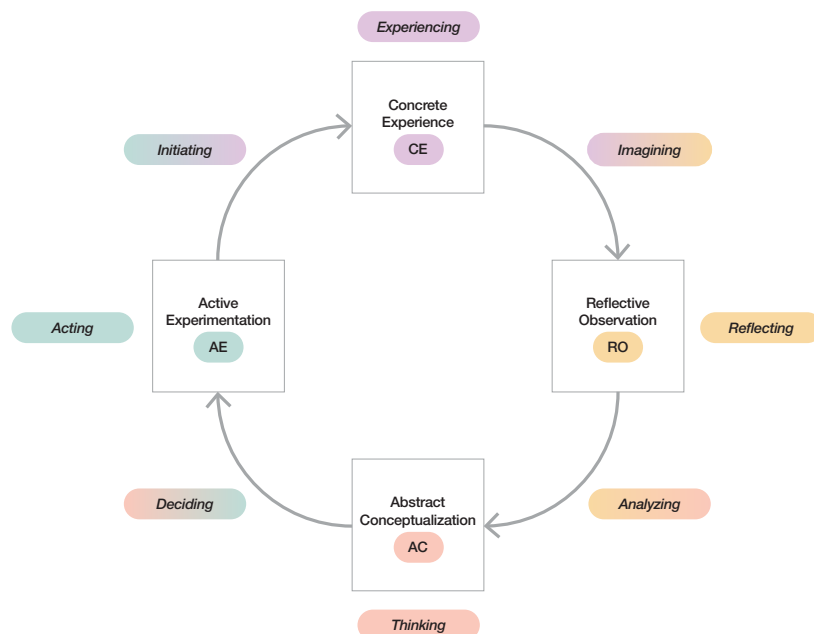 Experiencing
Concrete
Experience
CE
Initiating
Imagining
Active
Experimentation
AE
Reflective
Observation
RO
Acting
Reflecting
Abstract
Conceptualization
AC
Deciding
Analyzing
Thinking